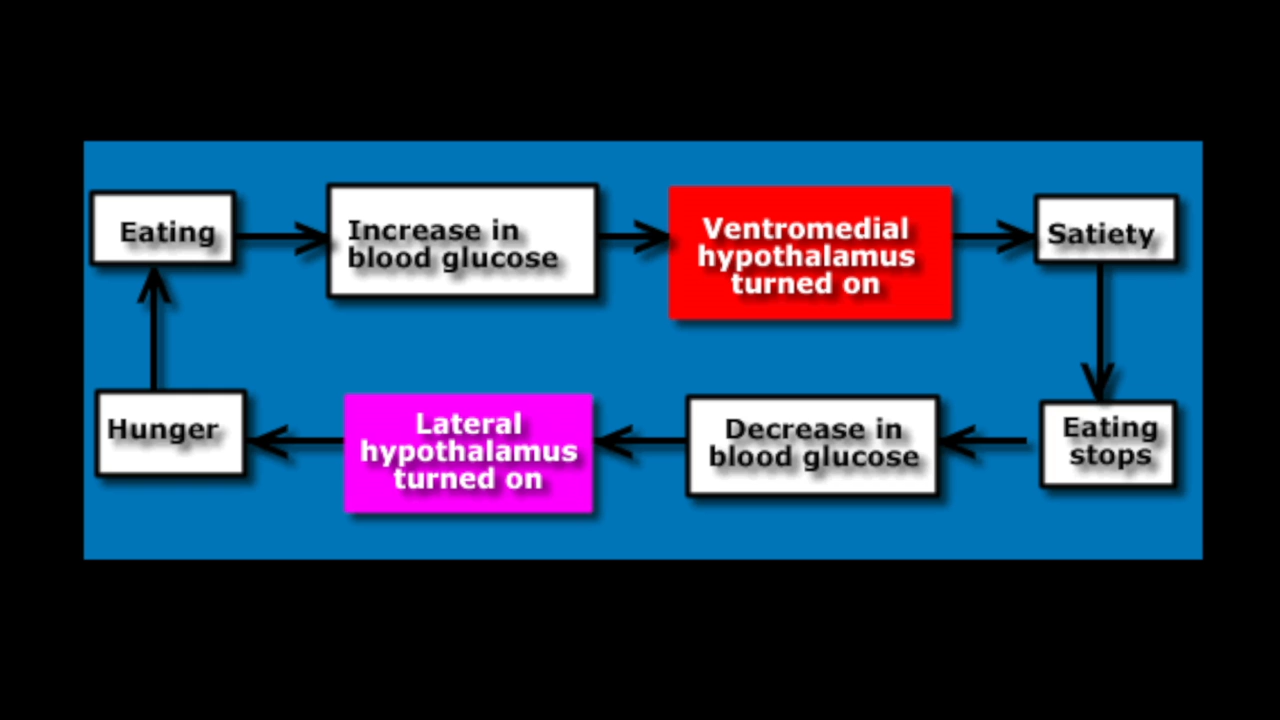 Eating
Increase in
blood glucose
Ventromedial
hypothalamus
turned on
Satiety
Hunger
Lateral
hypothalamus
turned on
Decrease in
blood glucose
Eating
stops